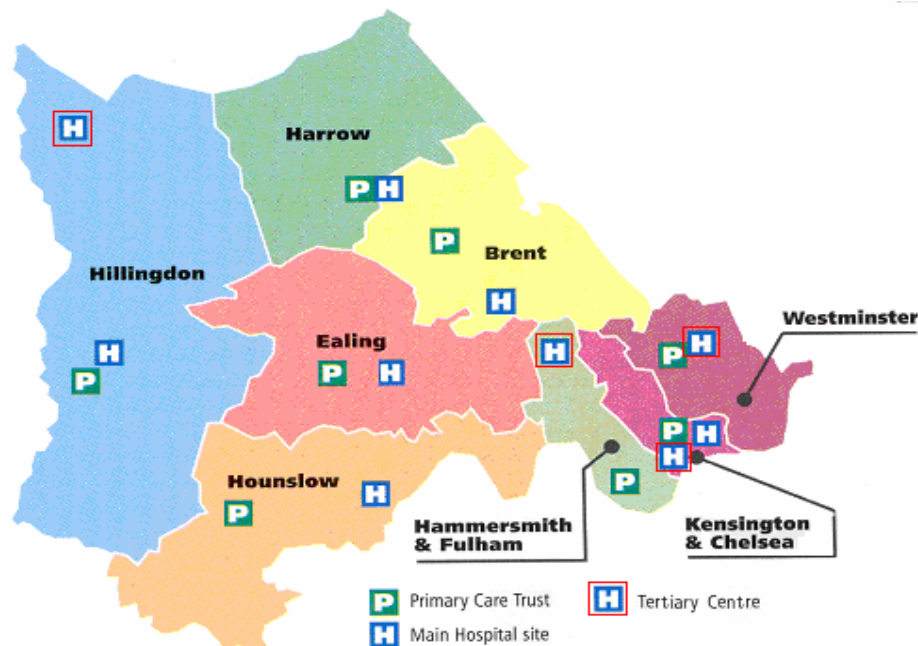 Harrow
H
P H
P
Brent
Hillingdon
H
Westminster
Ealing
H
H
P H
H
P
P
P H
P H
H
Hounslow
P
H
P
Hammersmith
& Fulham
Kensington
& Chelsea
P Primary Care Trust
H Tertiary Centre
H Main Hospital site